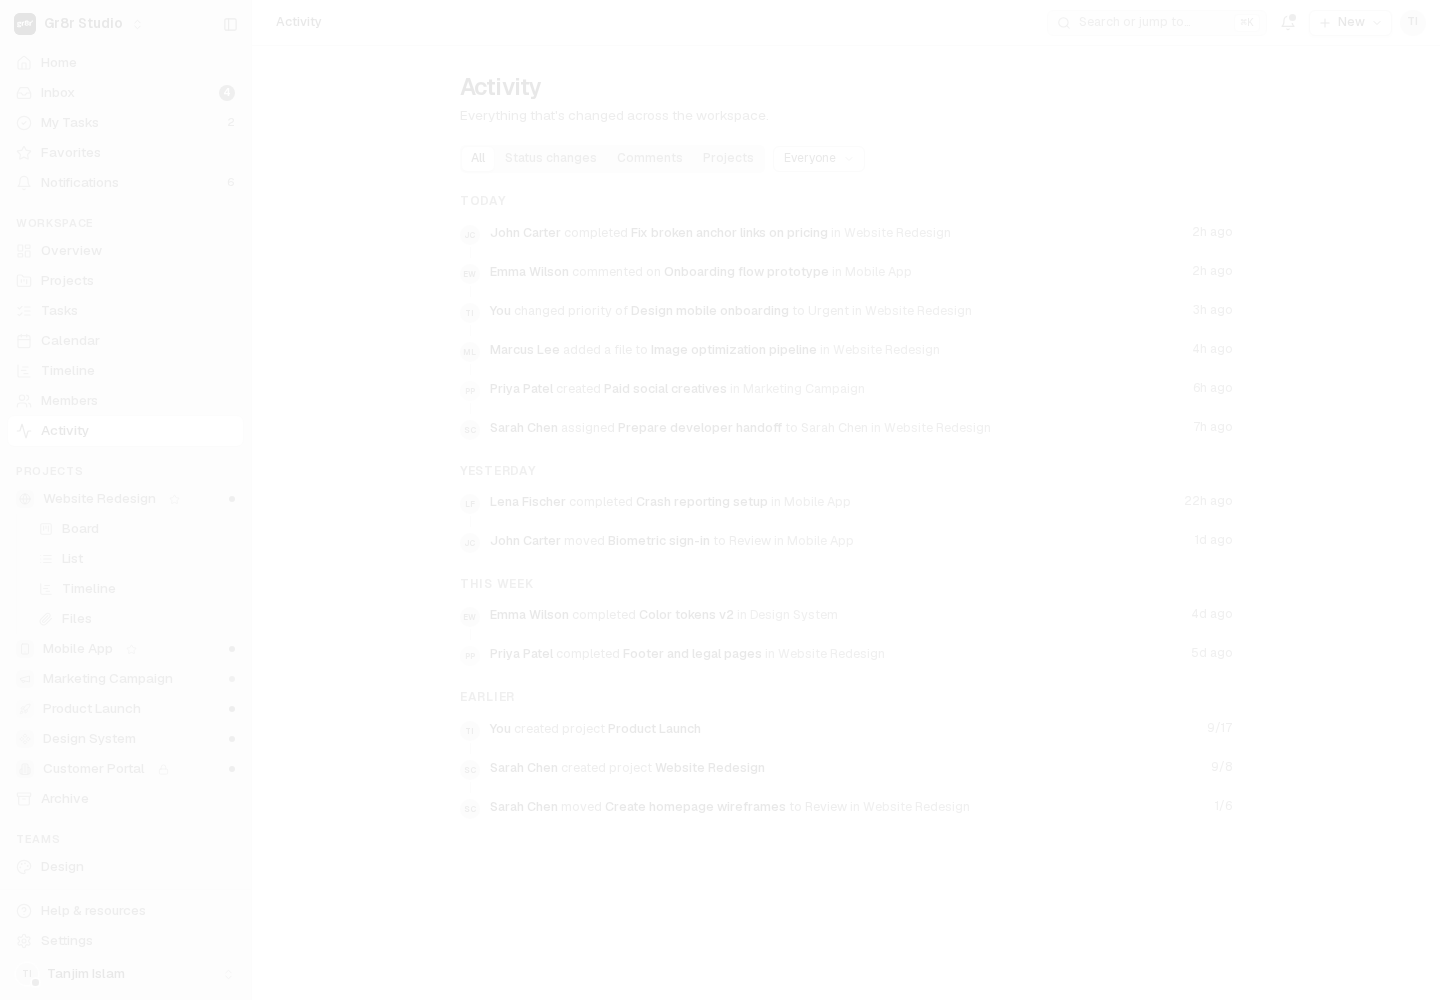 Gr8r Studio
Home
Inbox 4
My Tasks 2
Favorites
Notifications 6
WORKSPACE
Overview
Projects
Tasks
Calendar
Timeline
Members
Activity
PROJECTS
Website Redesign
Board
List
Timeline
Files
Mobile App
Marketing Campaign
Product Launch
Design System
Customer Portal
Archive
TEAMS
Design
Help & resources
Settings
TI Tanjim Islam
Activity
Search or jump to... ⌘K
New
TI
Activity
Everything that's changed across the workspace.
All Status changes Comments Projects Everyone
TODAY
JC John Carter completed Fix broken anchor links on pricing in Website Redesign 2h ago
EW Emma Wilson commented on Onboarding flow prototype in Mobile App 2h ago
TI You changed priority of Design mobile onboarding to Urgent in Website Redesign 3h ago
ML Marcus Lee added a file to Image optimization pipeline in Website Redesign 4h ago
PP Priya Patel created Paid social creatives in Marketing Campaign 6h ago
SC Sarah Chen assigned Prepare developer handoff to Sarah Chen in Website Redesign 7h ago
YESTERDAY
LF Lena Fischer completed Crash reporting setup in Mobile App 22h ago
JC John Carter moved Biometric sign-in to Review in Mobile App 1d ago
THIS WEEK
EW Emma Wilson completed Color tokens v2 in Design System 4d ago
PP Priya Patel completed Footer and legal pages in Website Redesign 5d ago
EARLIER
TI You created project Product Launch 9/17
SC Sarah Chen created project Website Redesign 9/8
SC Sarah Chen moved Create homepage wireframes to Review in Website Redesign 1/6